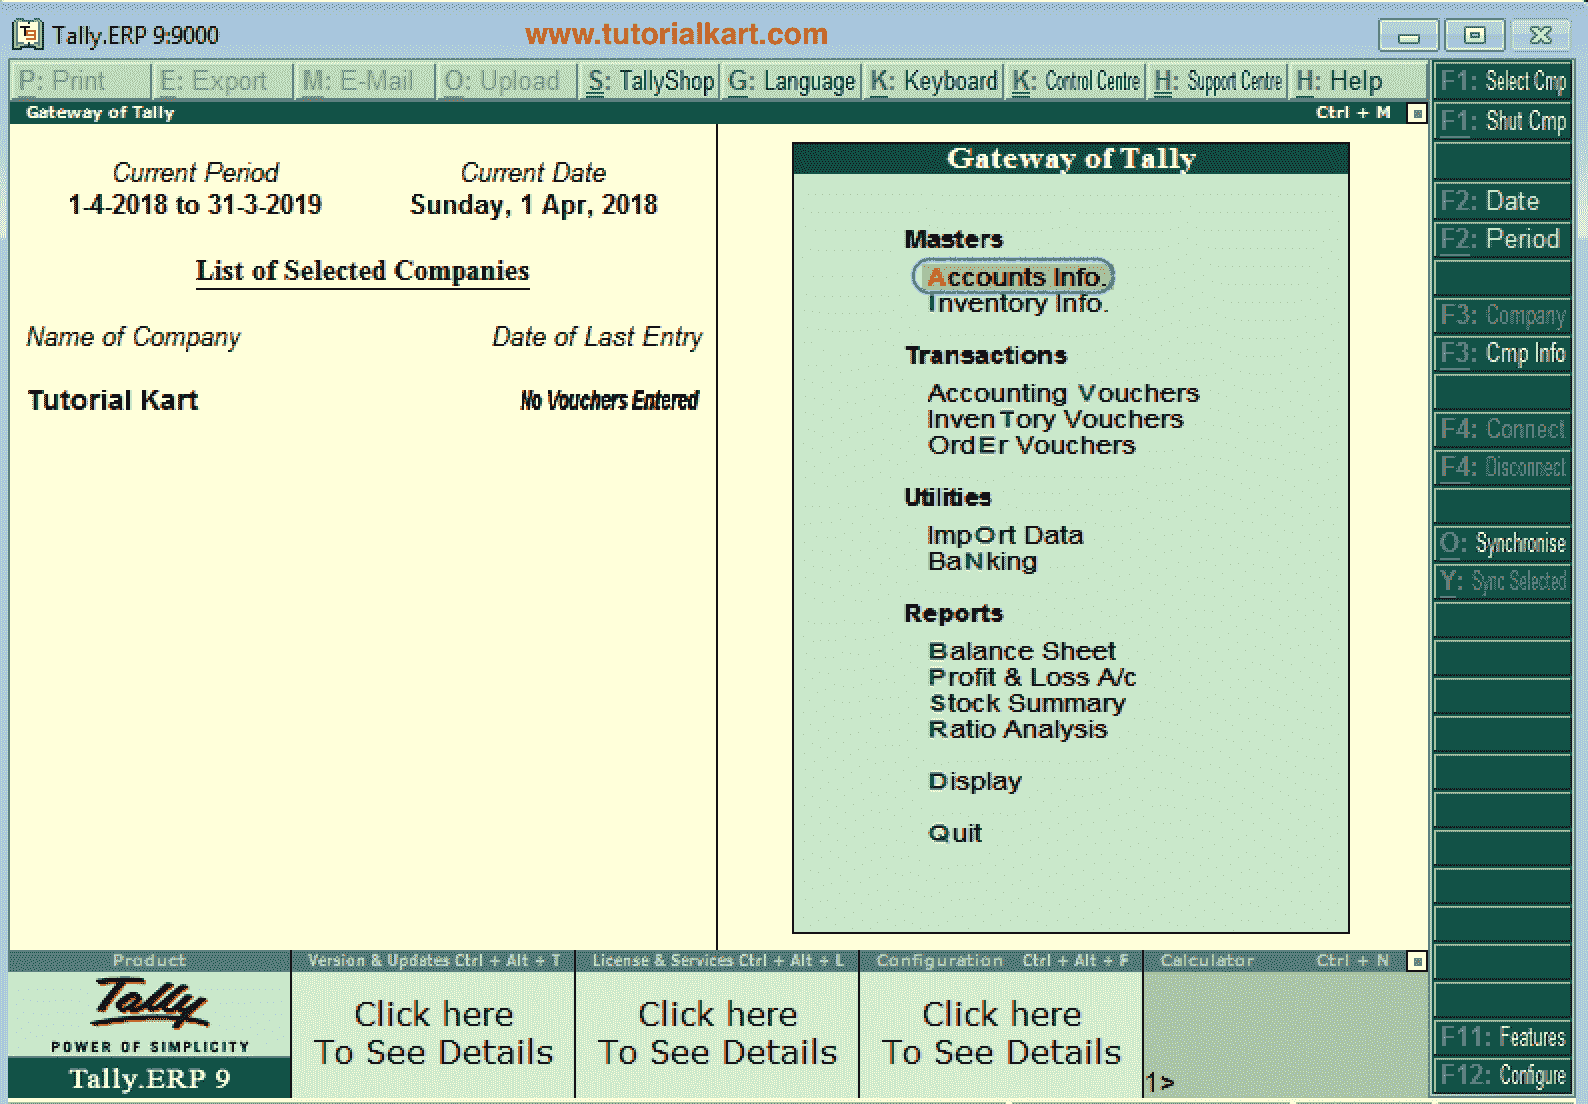 Tally.ERP 9:9000
www.tutorialkart.com
P: Print E: Export M: E-Mail O: Upload S: TallyShop G: Language K: Keyboard K: Control Centre H: Support Centre H: Help
Gateway of Tally Ctrl + M
Current Period Current Date
1-4-2018 to 31-3-2019 Sunday, 1 Apr, 2018
List of Selected Companies
Name of Company Date of Last Entry
Tutorial Kart No Vouchers Entered
Gateway of Tally
Masters
Accounts Info.
Inventory Info.
Transactions
Accounting Vouchers
InvenTory Vouchers
OrdEr Vouchers
Utilities
ImpOrt Data
BaNking
Reports
Balance Sheet
Profit & Loss A/c
Stock Summary
Ratio Analysis
Display
Quit
F1: Select Cmp
F1: Shut Cmp
F2: Date
F2: Period
F3: Company
F3: Cmp Info
F4: Connect
F4: Disconnect
O: Synchronise
Y: Sync Selected
F11: Features
F12: Configure
Product
Tally
POWER OF SIMPLICITY
Tally.ERP 9
Version & Updates Ctrl + Alt + T
Click here
To See Details
License & Services Ctrl + Alt + L
Click here
To See Details
Configuration Ctrl + Alt + F
Click here
To See Details
Calculator Ctrl + N
1>